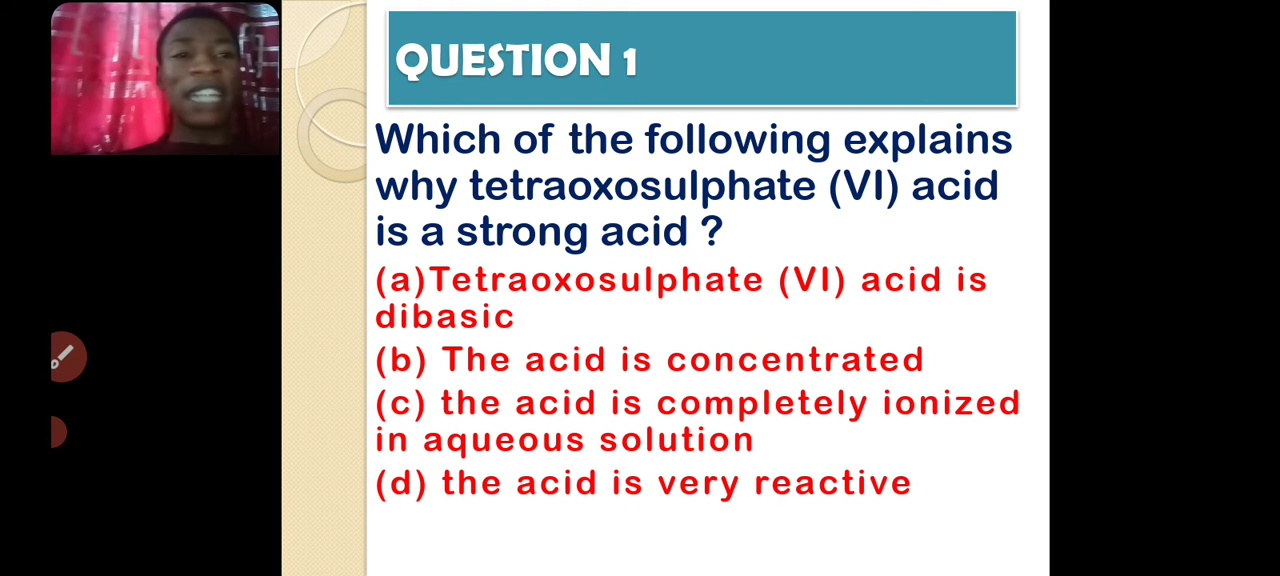 QUESTION 1
Which of the following explains
why tetraoxosulphate (VI) acid
is a strong acid ?
(a)Tetraoxosulphate (VI) acid is
dibasic
(b) The acid is concentrated
(c) the acid is completely ionized
in aqueous solution
(d) the acid is very reactive